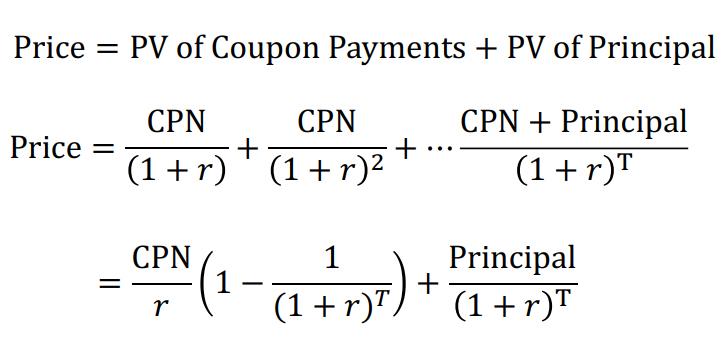 Price = PV of Coupon Payments + PV of Principal
Price = CPN/(1 + r) + CPN/(1 + r)² + ⋯ (CPN + Principal)/(1 + r)ᵀ
= CPN/r (1 − 1/(1 + r)ᵀ) + Principal/(1 + r)ᵀ